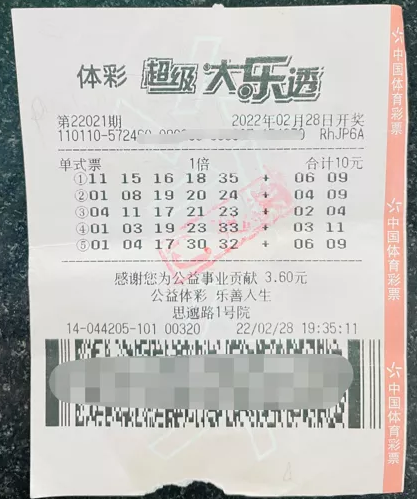 体彩 超级大乐透
第22021期 2022年02月28日开奖
110110-5724 RhJP6A
单式票 1倍 合计10元
①11 15 16 18 35 + 06 09
②01 08 19 20 24 + 04 09
③04 11 17 21 23 + 02 04
④01 03 19 23 33 + 03 11
⑤01 04 17 30 32 + 06 09
感谢您为公益事业贡献 3.60元
公益体彩 乐善人生
思邈路1号院
14-044205-101 00320 22/02/28 19:35:11
中国体育彩票
中国体育彩票
中国体育彩票